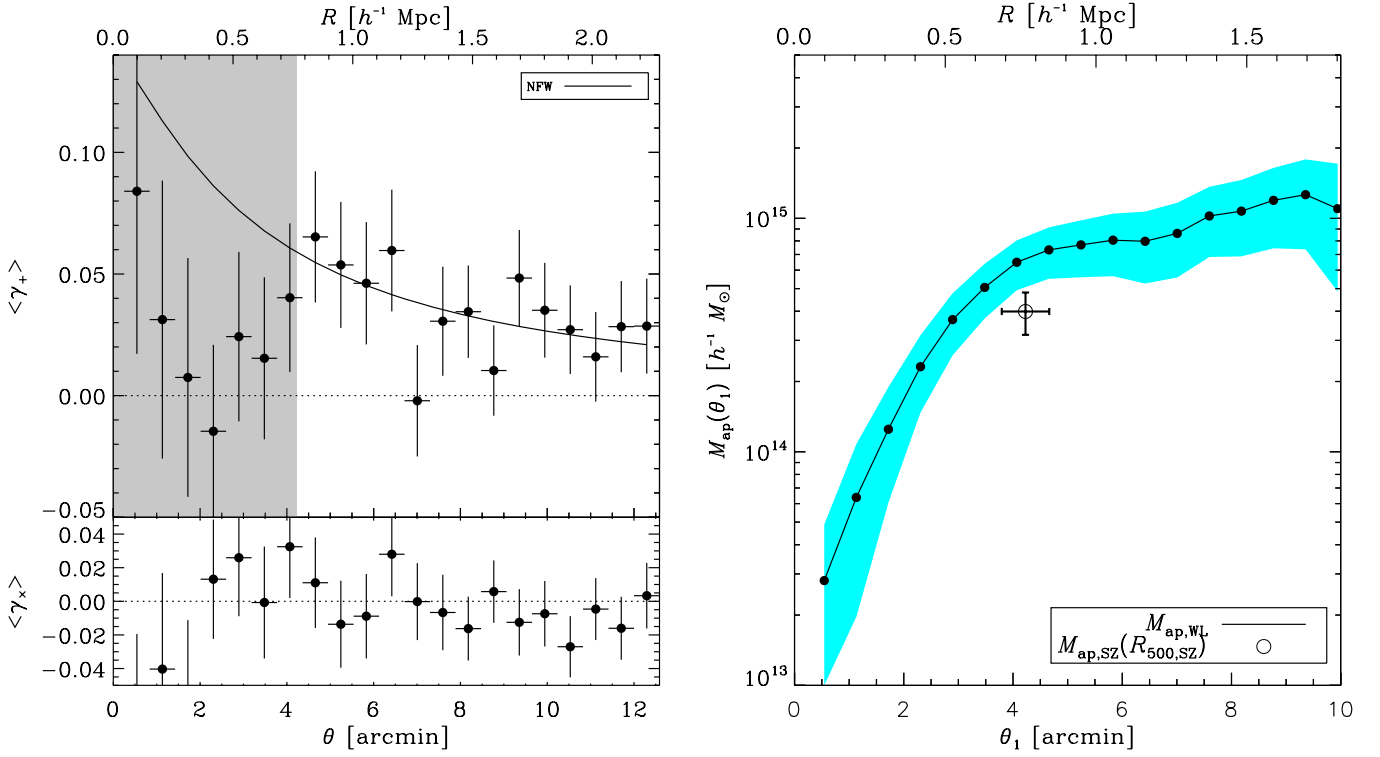 R [h⁻¹ Mpc]
0.0 0.5 1.0 1.5 2.0
NFW
0.10
0.05
0.00
−0.05
<γ₊>
0.04
0.02
0.00
−0.02
−0.04
<γₓ>
0 2 4 6 8 10 12
θ [arcmin]
R [h⁻¹ Mpc]
0.0 0.5 1.0 1.5
10¹⁵
10¹⁴
10¹³
M_ap(θ₁) [h⁻¹ M_⊙]
M_ap,WL
M_ap,SZ(R_500,SZ)
0 2 4 6 8 10
θ₁ [arcmin]